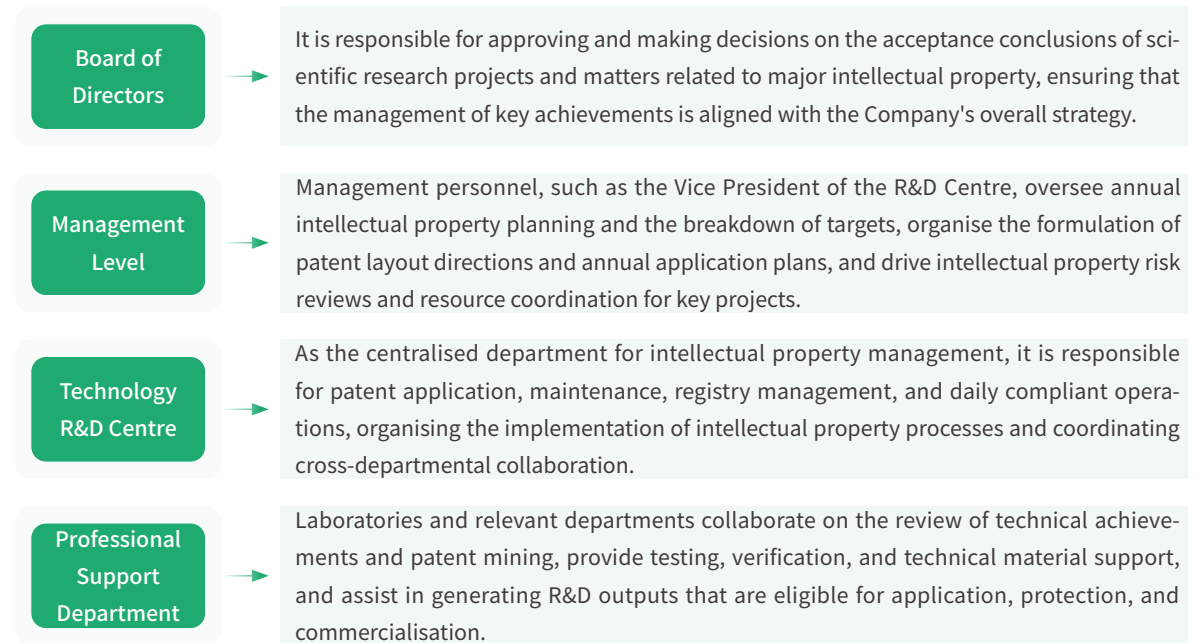 Board of
Directors
It is responsible for approving and making decisions on the acceptance conclusions of sci-
entific research projects and matters related to major intellectual property, ensuring that
the management of key achievements is aligned with the Company's overall strategy.
Management
Level
Management personnel, such as the Vice President of the R&D Centre, oversee annual
intellectual property planning and the breakdown of targets, organise the formulation of
patent layout directions and annual application plans, and drive intellectual property risk
reviews and resource coordination for key projects.
Technology
R&D Centre
As the centralised department for intellectual property management, it is responsible
for patent application, maintenance, registry management, and daily compliant opera-
tions, organising the implementation of intellectual property processes and coordinating
cross-departmental collaboration.
Professional
Support
Department
Laboratories and relevant departments collaborate on the review of technical achieve-
ments and patent mining, provide testing, verification, and technical material support,
and assist in generating R&D outputs that are eligible for application, protection, and
commercialisation.